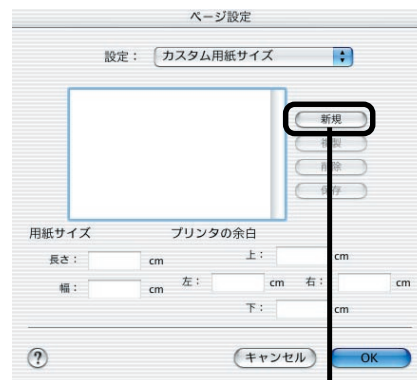 ページ設定
設定： カスタム用紙サイズ
新規
複製
削除
保存
用紙サイズ
プリンタの余白
長さ： cm
上： cm
幅： cm
左： cm 右： cm
下： cm
? キャンセル OK